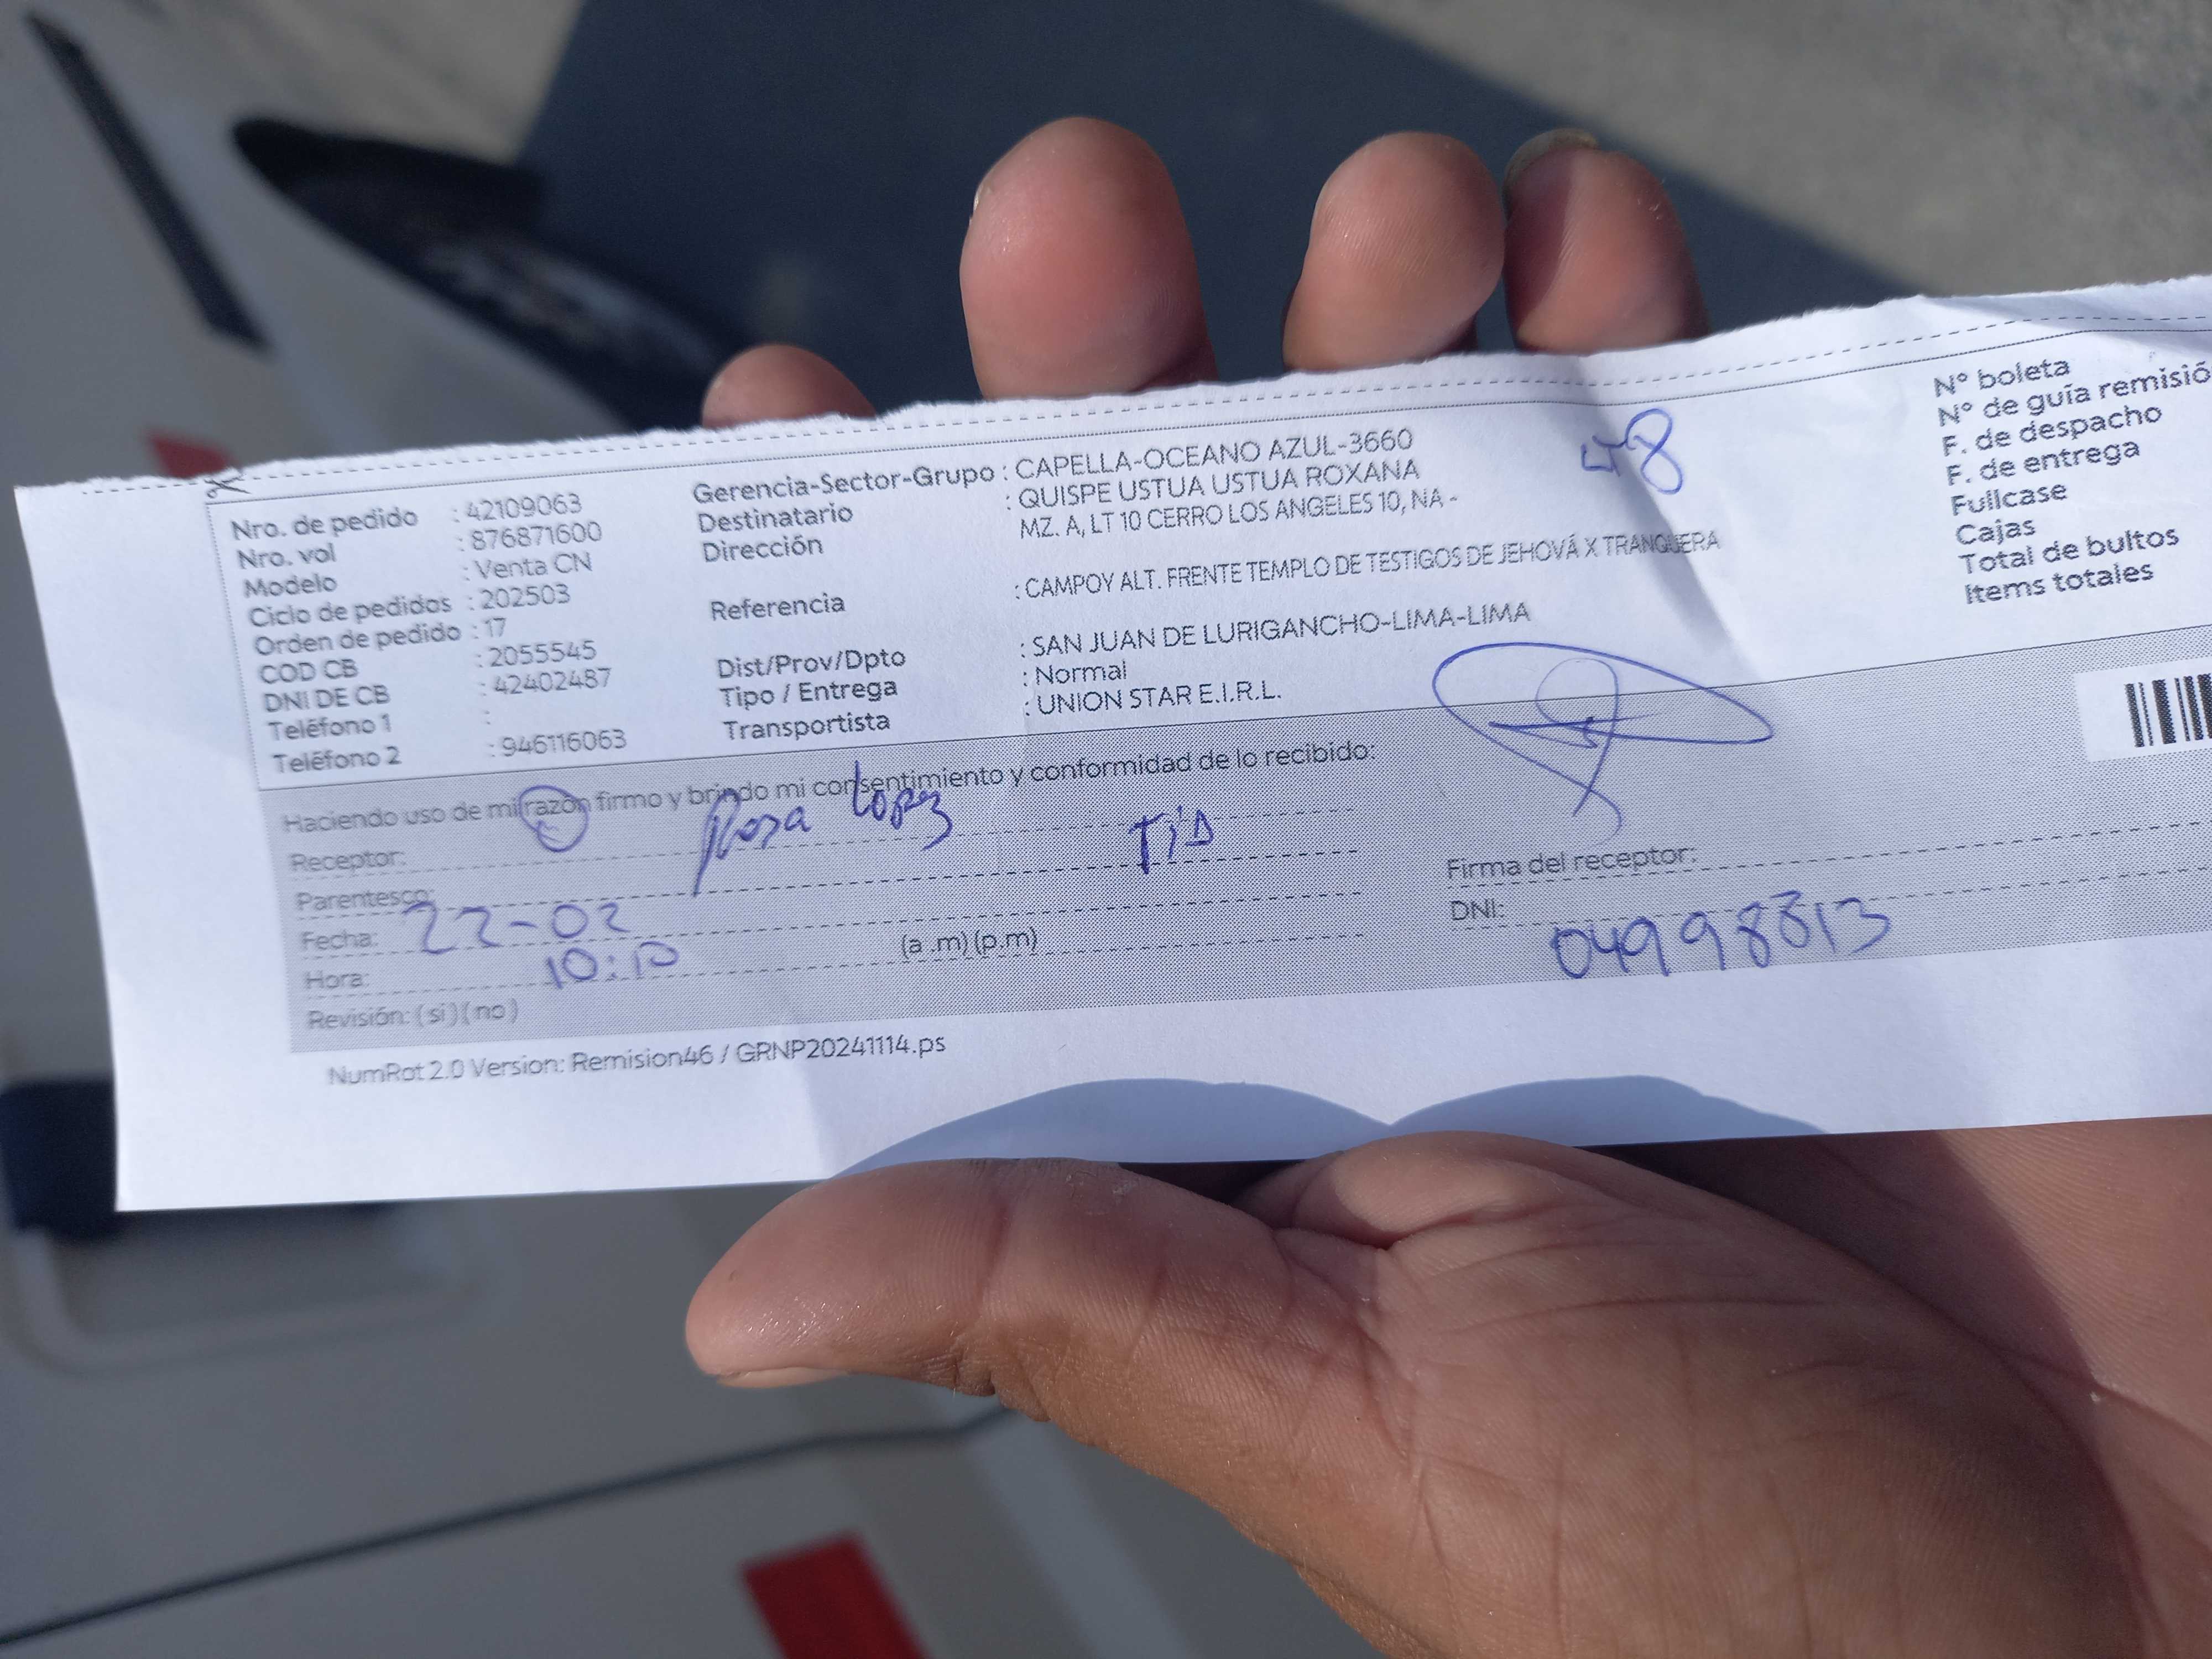 Nro. de pedido : 42109063
Nro. vol : 876871600
Modelo : Venta CN
Ciclo de pedidos : 202503
Orden de pedido : 17
COD CB : 2055545
DNI DE CB : 42402487
Teléfono 1 :
Teléfono 2 : 946116063
Gerencia-Sector-Grupo : CAPELLA-OCEANO AZUL-3660
Destinatario : QUISPE USTUA USTUA ROXANA
Dirección MZ. A, LT 10 CERRO LOS ANGELES 10, NA -
Referencia : CAMPOY ALT. FRENTE TEMPLO DE TESTIGOS DE JEHOVÁ X TRANQUERA
Dist/Prov/Dpto : SAN JUAN DE LURIGANCHO-LIMA-LIMA
Tipo / Entrega : Normal
Transportista : UNION STAR E.I.R.L.
48
N° boleta
N° de guía remisió
F. de despacho
F. de entrega
Fullcase
Cajas
Total de bultos
Items totales
Haciendo uso de mi razón firmo y brindo mi consentimiento y conformidad de lo recibido:
Receptor: Rosa Lopez
Parentesco: TíA
Fecha: 22-02
Hora: 10:10 (a .m) (p.m)
Revisión: ( si ) ( no )
Firma del receptor:
DNI: 04998813
NumRot 2.0 Version: Remision46 / GRNP20241114.ps